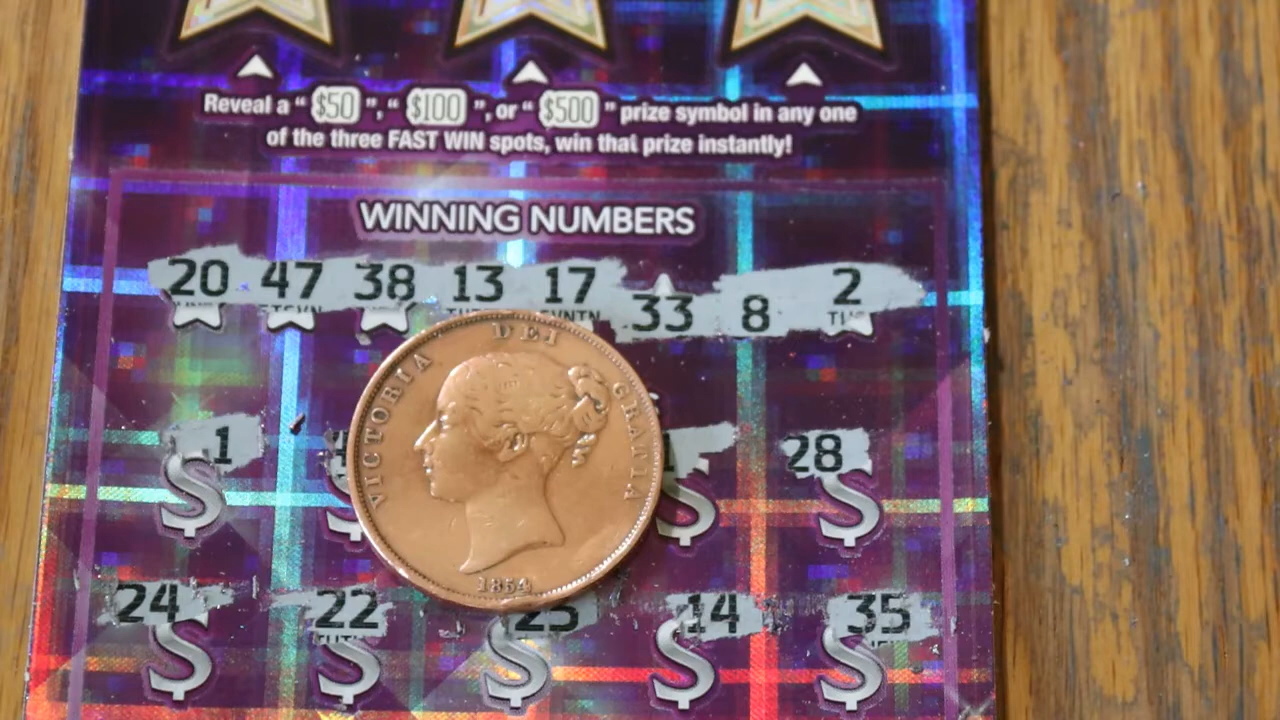 Reveal a " $50 ", " $100 ", or " $500 " prize symbol in any one
of the three FAST WIN spots, win that prize instantly!
WINNING NUMBERS
20 47 38 13 17 33 8 2
VICTORIA DEI GRATIA
1 28
24 22 14 35